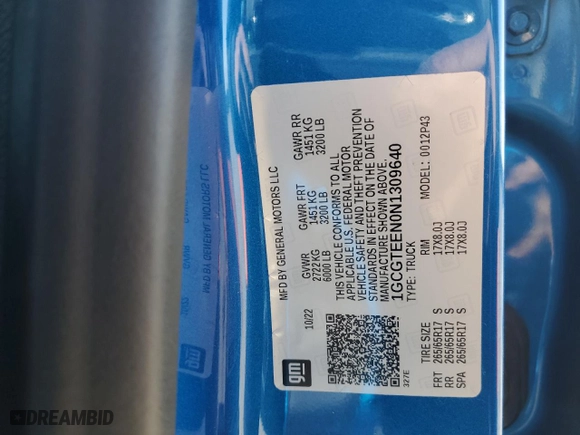 gm
MFD BY GENERAL MOTORS LLC
10/22
GVWR GAWR FRT GAWR RR
2722 KG 1451 KG 1451 KG
6000 LB 3200 LB 3200 LB
THIS VEHICLE CONFORMS TO ALL
APPLICABLE U.S. FEDERAL MOTOR
VEHICLE SAFETY AND THEFT PREVENTION
STANDARDS IN EFFECT ON THE DATE OF
MANUFACTURE SHOWN ABOVE.
1GCGTEEN0N1309640
327E TYPE: TRUCK MODEL: 0012P43
TIRE SIZE RIM
FRT 265/65R17 S 17X8.0J
RR 265/65R17 S 17X8.0J
SPA 265/65R17 S 17X8.0J
DREAMBID